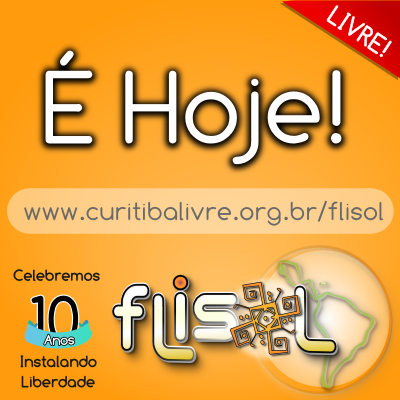 LIVRE!
É Hoje!
www.curitibalivre.org.br/flisol
Celebremos
10
Anos
Instalando
Liberdade
FLISOL